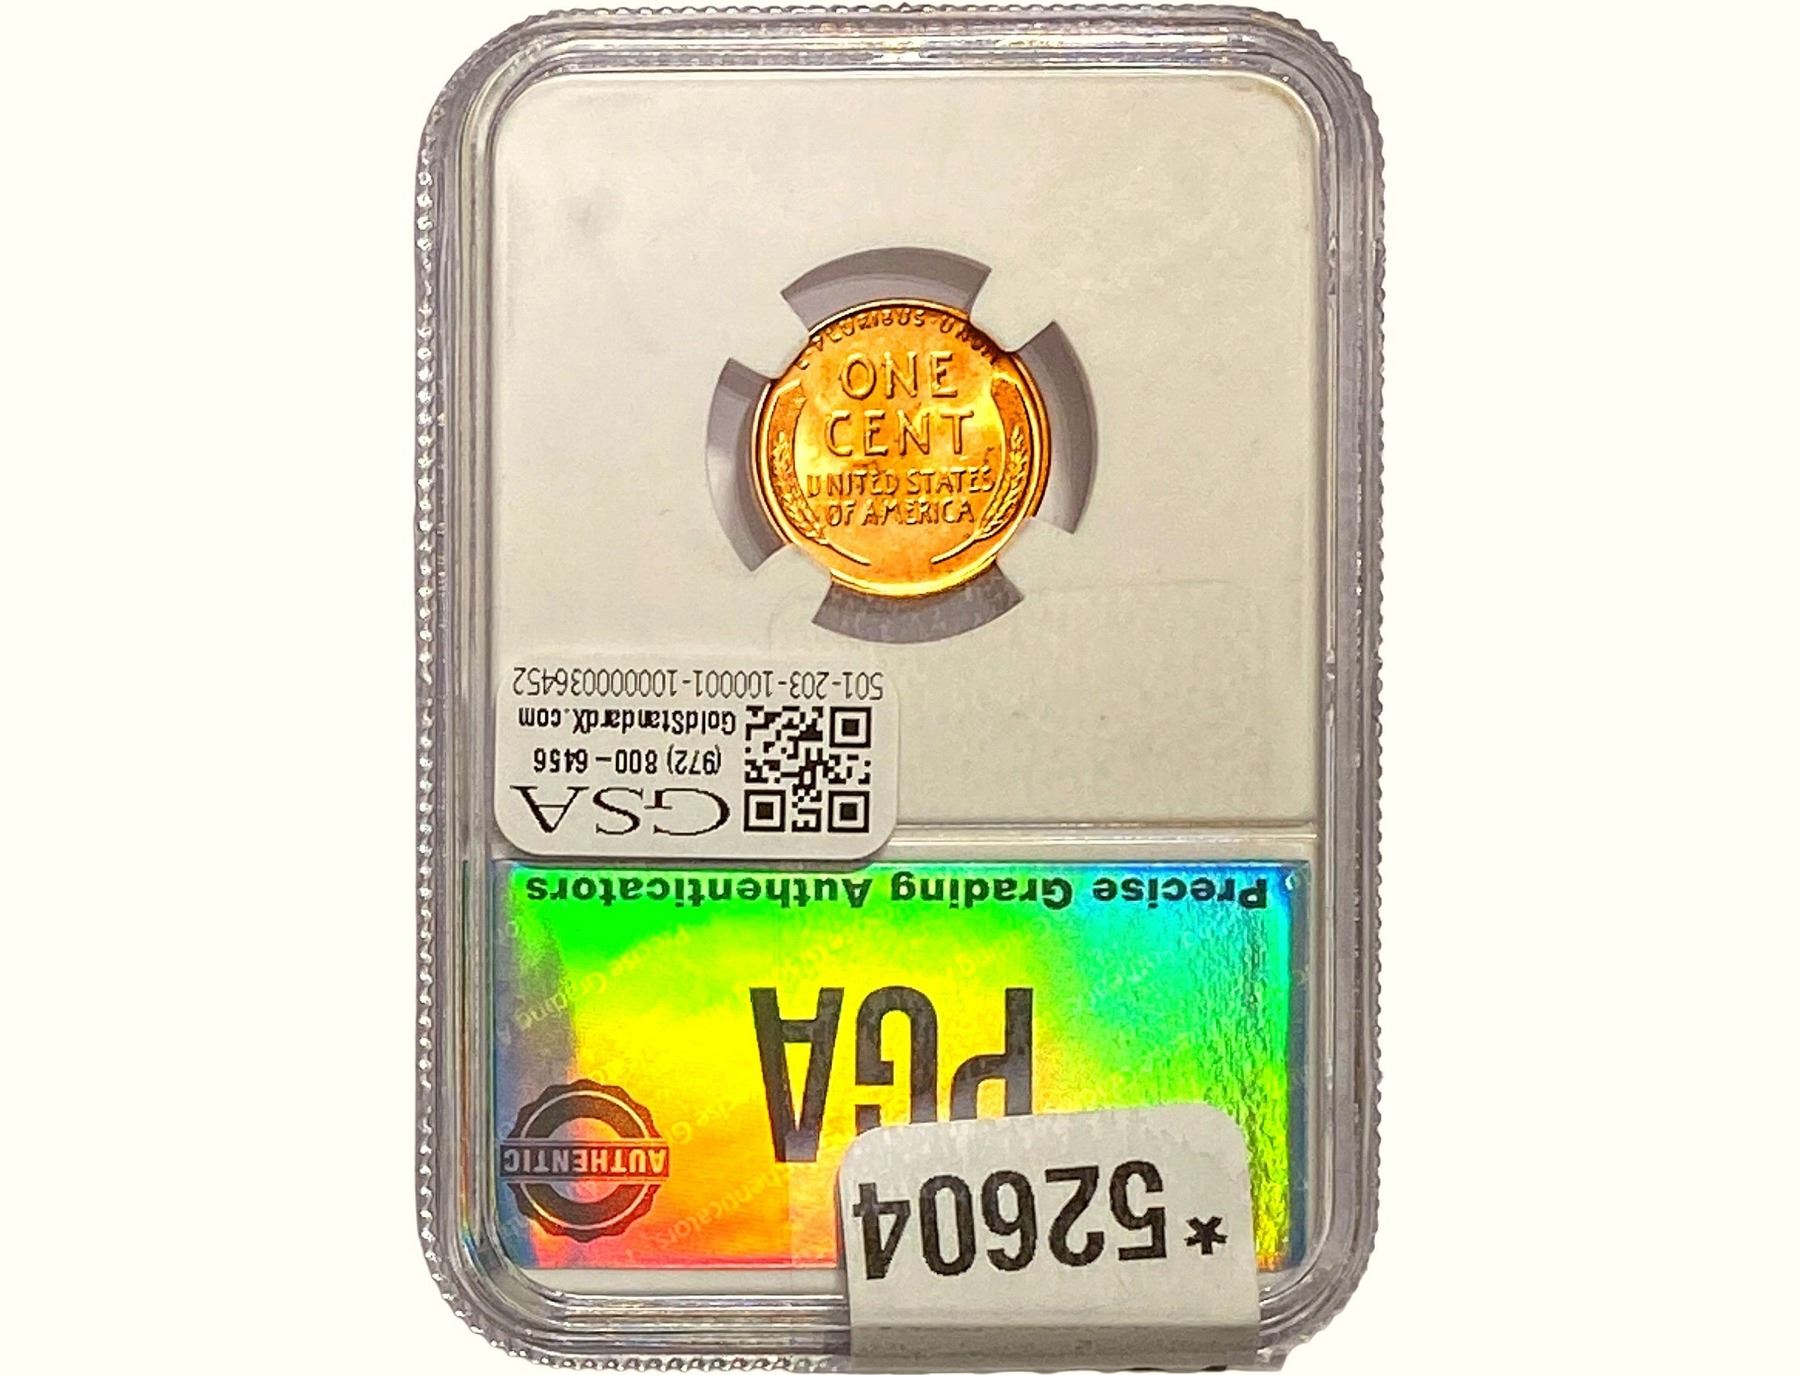 E·PLURIBUS·UNUM
ONE
CENT
UNITED STATES
OF AMERICA
501-203-100001-100000036452
GoldStandardX.com
(972) 800-6456
GSA
Precise Grading Authenticators
PGA
AUTHENTIC
*52604